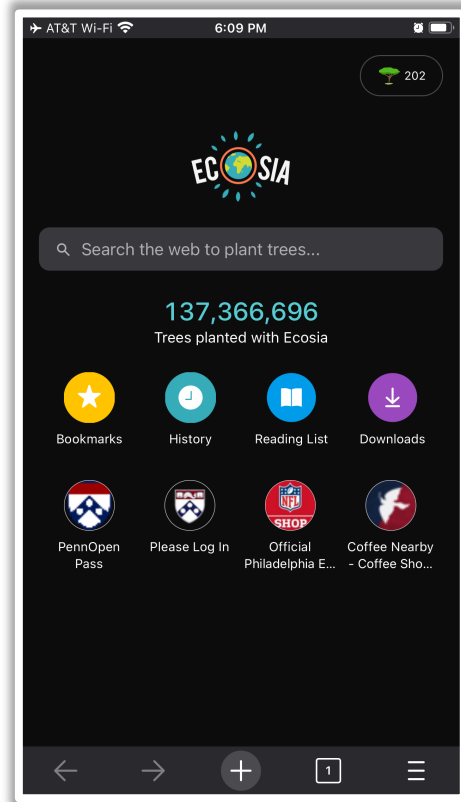 AT&T Wi-Fi 6:09 PM
202
ECOSIA
Search the web to plant trees...
137,366,696
Trees planted with Ecosia
Bookmarks History Reading List Downloads
NFL
SHOP
PennOpen Please Log In Official Coffee Nearby
Pass Philadelphia E... - Coffee Sho...
1